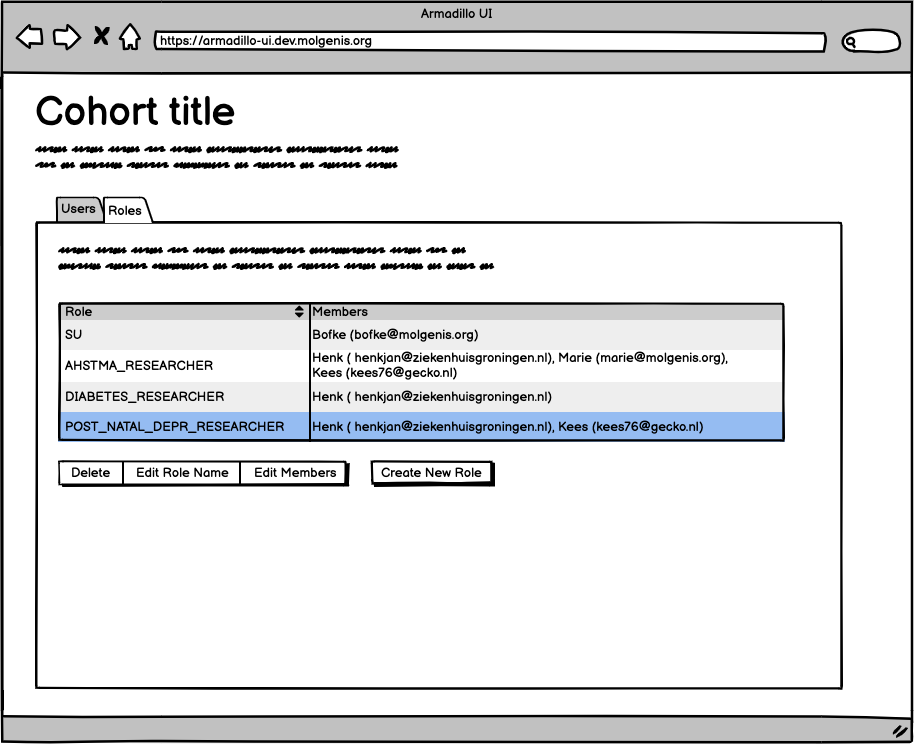 Armadillo UI
https://armadillo-ui.dev.molgenis.org
Cohort title
Users Roles
Role Members
SU Bofke (bofke@molgenis.org)
AHSTMA_RESEARCHER Henk ( henkjan@ziekenhuisgroningen.nl), Marie (marie@molgenis.org),
Kees (kees76@gecko.nl)
DIABETES_RESEARCHER Henk ( henkjan@ziekenhuisgroningen.nl)
POST_NATAL_DEPR_RESEARCHER Henk ( henkjan@ziekenhuisgroningen.nl), Kees (kees76@gecko.nl)
Delete Edit Role Name Edit Members Create New Role